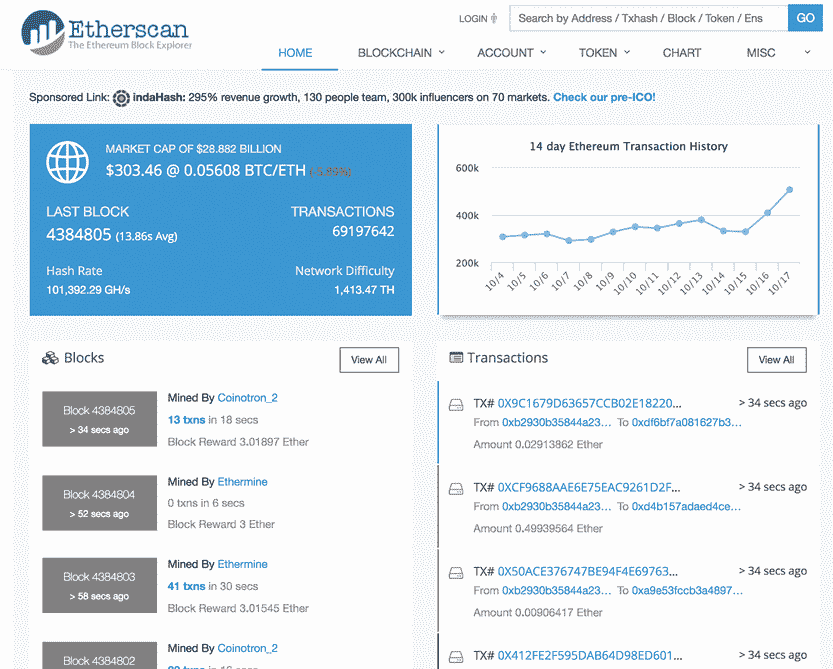 Etherscan
The Ethereum Block Explorer
LOGIN
Search by Address / Txhash / Block / Token / Ens
GO
HOME
BLOCKCHAIN
ACCOUNT
TOKEN
CHART
MISC
Sponsored Link: indaHash: 295% revenue growth, 130 people team, 300k influencers on 70 markets. Check our pre-ICO!
MARKET CAP OF $28.882 BILLION
$303.46 @ 0.05608 BTC/ETH
LAST BLOCK
4384805 (13.86s Avg)
TRANSACTIONS
69197642
Hash Rate
101,392.29 GH/s
Network Difficulty
1,413.47 TH
14 day Ethereum Transaction History
600k
400k
200k
10/4
10/5
10/6
10/7
10/8
10/9
10/10
10/11
10/12
10/13
10/14
10/15
10/16
10/17
Blocks
View All
Block 4384805
> 34 secs ago
Mined By Coinotron_2
13 txns in 18 secs
Block Reward 3.01897 Ether
Block 4384804
> 52 secs ago
Mined By Ethermine
0 txns in 6 secs
Block Reward 3 Ether
Block 4384803
> 58 secs ago
Mined By Ethermine
41 txns in 30 secs
Block Reward 3.01545 Ether
Block 4384802
Mined By Coinotron_2
Transactions
View All
TX# 0X9C1679D63657CCB02E18220...
> 34 secs ago
From 0xb2930b35844a23... To 0xdf6bf7a081627b3...
Amount 0.02913862 Ether
TX# 0XCF9688AAE6E75EAC9261D2F...
> 34 secs ago
From 0xb2930b35844a23... To 0xd4b157adaed4ce...
Amount 0.49939564 Ether
TX# 0X50ACE376747BE94F4E69763...
> 34 secs ago
From 0xb2930b35844a23... To 0xa9e53fccb3a4897...
Amount 0.00906417 Ether
TX# 0X412FE2F595DAB64D98ED601...
> 34 secs ago